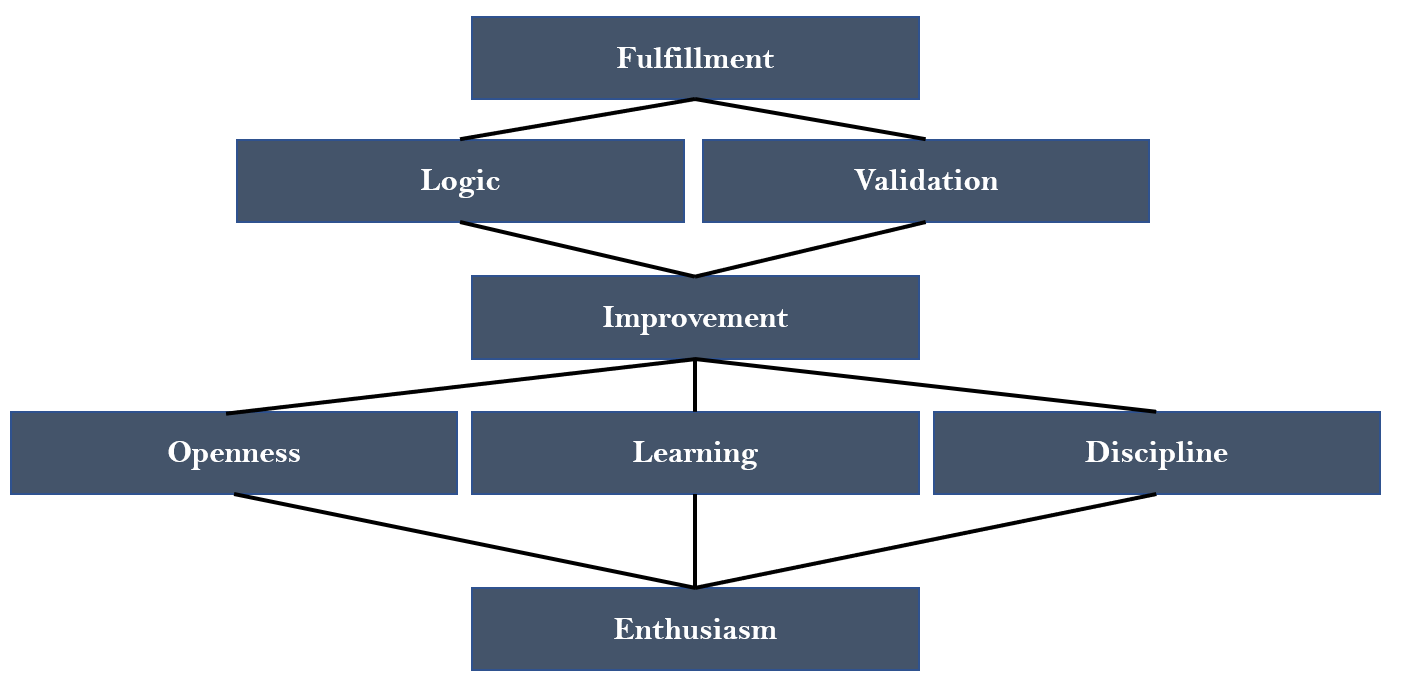 Fulfillment
Logic
Validation
Improvement
Openness
Learning
Discipline
Enthusiasm